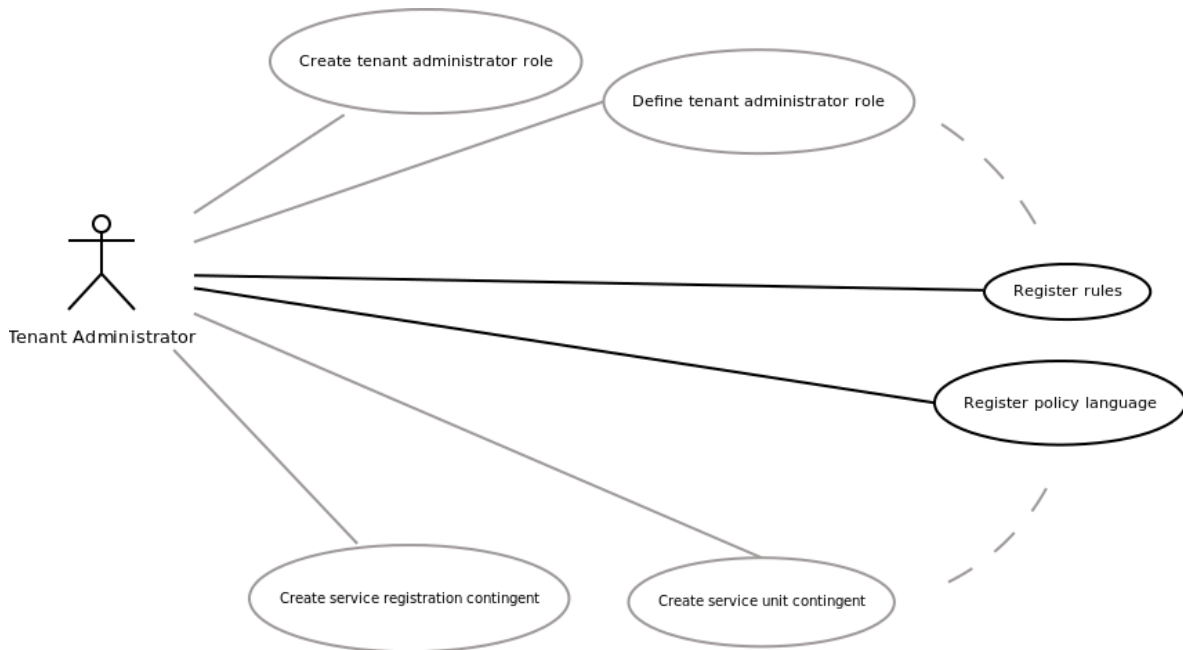 Create tenant administrator role
Define tenant administrator role
Register rules
Tenant Administrator
Register policy language
Create service registration contingent
Create service unit contingent